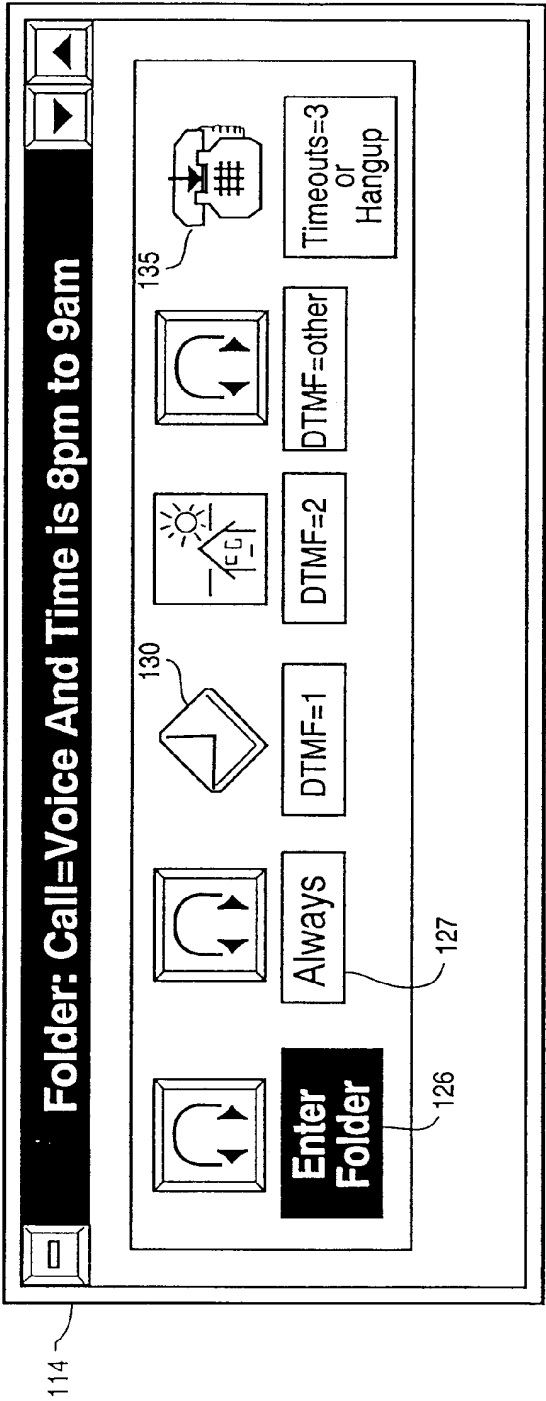 Folder: Call=Voice And Time is 8pm to 9am
114
130
135
Enter
Folder
Always
DTMF=1
DTMF=2
DTMF=other
Timeouts=3
or
Hangup
126
127